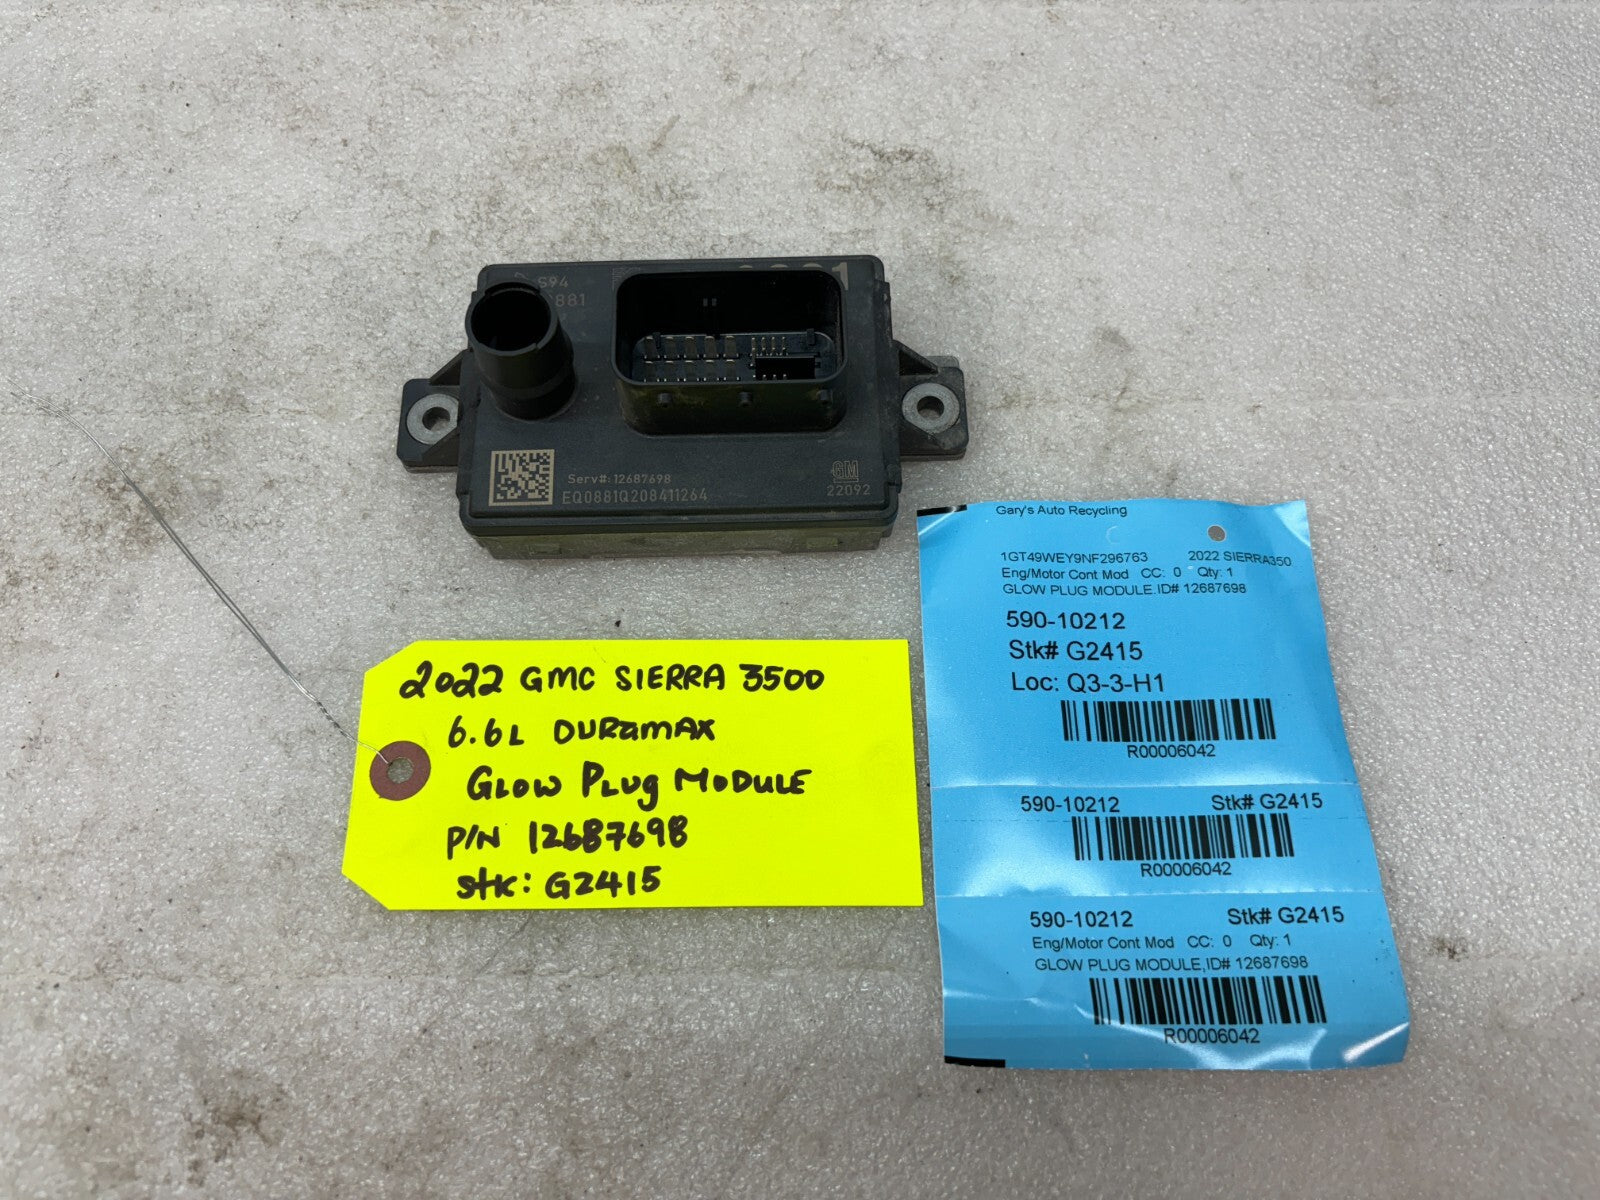 S94
881
Serv#: 12687698
EQ0881Q208411264
GM
22092
2022 GMC SIERRA 3500
6.6L DURAMAX
GLOW PLUG MODULE
P/N 12687698
Stk: G2415
Gary's Auto Recycling
1GT49WEY9NF296763 2022 SIERRA350
Eng/Motor Cont Mod CC: 0 Qty: 1
GLOW PLUG MODULE,ID# 12687698
590-10212
Stk# G2415
Loc: Q3-3-H1
R00006042
590-10212 Stk# G2415
R00006042
590-10212 Stk# G2415
Eng/Motor Cont Mod CC: 0 Qty: 1
GLOW PLUG MODULE,ID# 12687698
R00006042